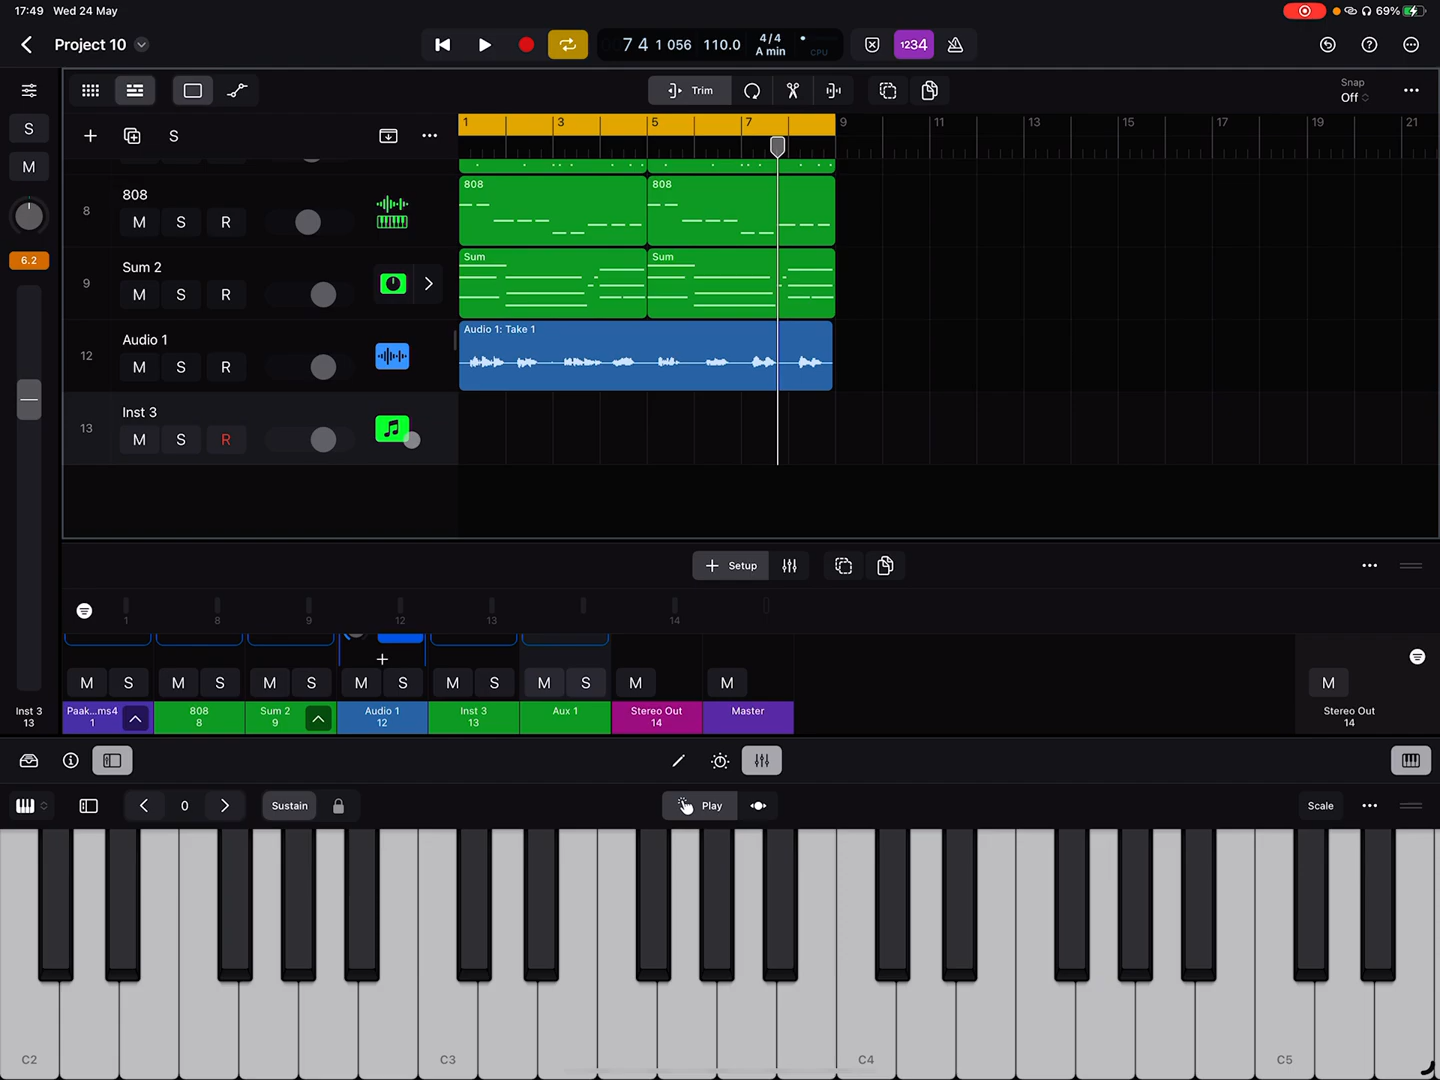 17:49 Wed 24 May
69%
Project 10
7 4 1 056 110.0 4/4 A min CPU
1234
Trim
Snap
Off
S
M
6.2
S
1 3 5 7 9 11 13 15 17 19 21
8 808
M S R
808 808
9 Sum 2
M S R
Sum Sum
12 Audio 1
M S R
Audio 1: Take 1
13 Inst 3
M S R
Setup
1 8 9 12 13 14
M S M S M S M S M S M S M M M
Paak...ms4 1
808 8
Sum 2 9
Audio 1 12
Inst 3 13
Aux 1
Stereo Out 14
Master
Stereo Out 14
Inst 3 13
0 Sustain Play Scale
C2 C3 C4 C5